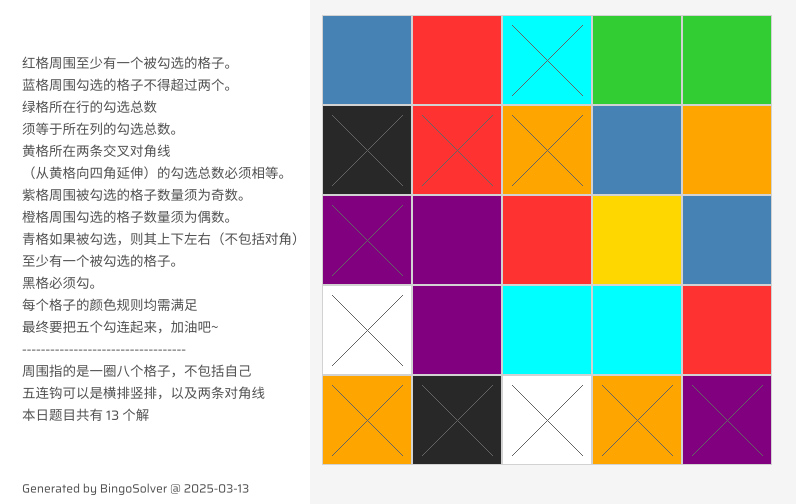 红格周围至少有一个被勾选的格子。
蓝格周围勾选的格子不得超过两个。
绿格所在行的勾选总数
须等于所在列的勾选总数。
黄格所在两条交叉对角线
（从黄格向四角延伸）的勾选总数必须相等。
紫格周围被勾选的格子数量须为奇数。
橙格周围勾选的格子数量须为偶数。
青格如果被勾选，则其上下左右（不包括对角）
至少有一个被勾选的格子。
黑格必须勾。
每个格子的颜色规则均需满足
最终要把五个勾连起来，加油吧~
-----------------------------------
周围指的是一圈八个格子，不包括自己
五连钩可以是横排竖排，以及两条对角线
本日题目共有 13 个解
Generated by BingoSolver @ 2025-03-13